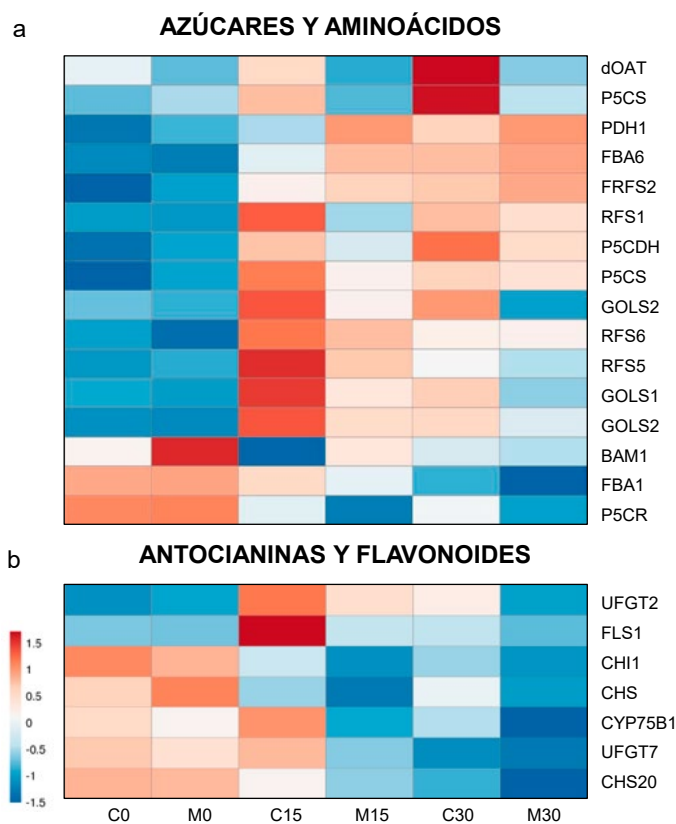 a
AZÚCARES Y AMINOÁCIDOS
dOAT
P5CS
PDH1
FBA6
FRFS2
RFS1
P5CDH
P5CS
GOLS2
RFS6
RFS5
GOLS1
GOLS2
BAM1
FBA1
P5CR
b
ANTOCIANINAS Y FLAVONOIDES
UFGT2
FLS1
CHI1
CHS
CYP75B1
UFGT7
CHS20
1.5
1
0.5
0
-0.5
-1
-1.5
C0 M0 C15 M15 C30 M30